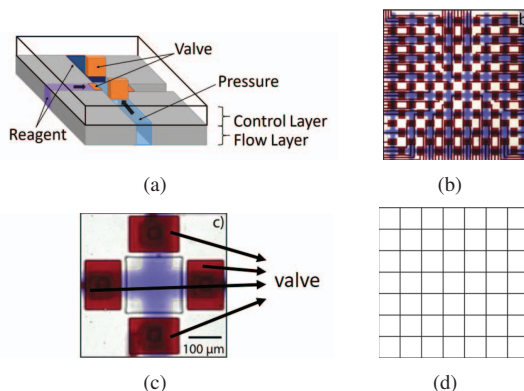 Valve
Pressure
Reagent
Control Layer
Flow Layer
(a)
b
(b)
c)
valve
100 µm
(c)
(d)